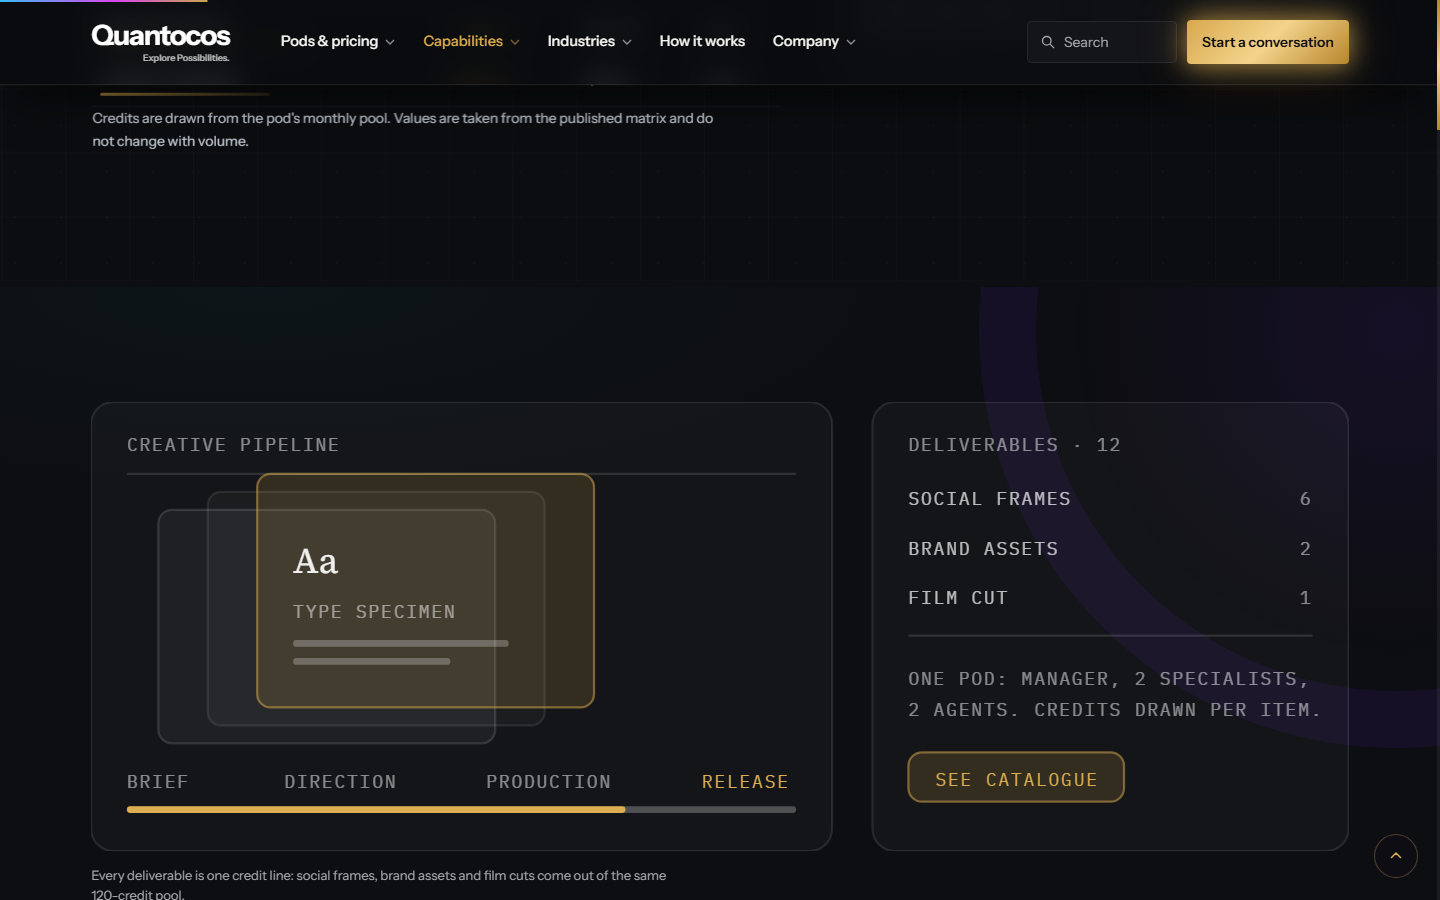 Quantocos
Explore Possibilities.
Pods & pricing
Capabilities
Industries
How it works
Company
Search
Start a conversation
Credits are drawn from the pod's monthly pool. Values are taken from the published matrix and do
not change with volume.
CREATIVE PIPELINE
Aa
TYPE SPECIMEN
BRIEF
DIRECTION
PRODUCTION
RELEASE
DELIVERABLES · 12
SOCIAL FRAMES 6
BRAND ASSETS 2
FILM CUT 1
ONE POD: MANAGER, 2 SPECIALISTS,
2 AGENTS. CREDITS DRAWN PER ITEM.
SEE CATALOGUE
Every deliverable is one credit line: social frames, brand assets and film cuts come out of the same
120-credit pool.